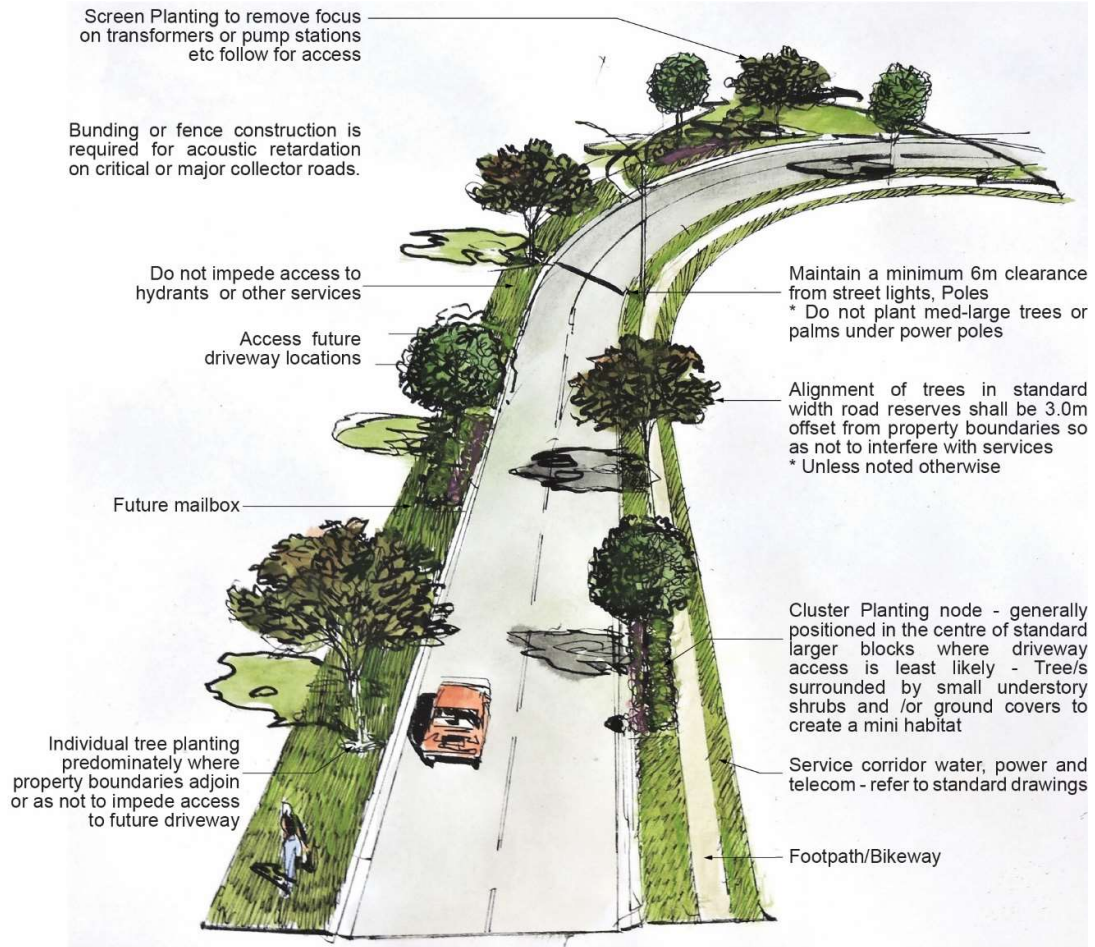 Screen Planting to remove focus
on transformers or pump stations
etc follow for access
Bunding or fence construction is
required for acoustic retardation
on critical or major collector roads.
Do not impede access to
hydrants or other services
Access future
driveway locations
Future mailbox
Individual tree planting
predominately where
property boundaries adjoin
or as not to impede access
to future driveway
Maintain a minimum 6m clearance
from street lights, Poles
* Do not plant med-large trees or
palms under power poles
Alignment of trees in standard
width road reserves shall be 3.0m
offset from property boundaries so
as not to interfere with services
* Unless noted otherwise
Cluster Planting node - generally
positioned in the centre of standard
larger blocks where driveway
access is least likely - Tree/s
surrounded by small understory
shrubs and /or ground covers to
create a mini habitat
Service corridor water, power and
telecom - refer to standard drawings
Footpath/Bikeway